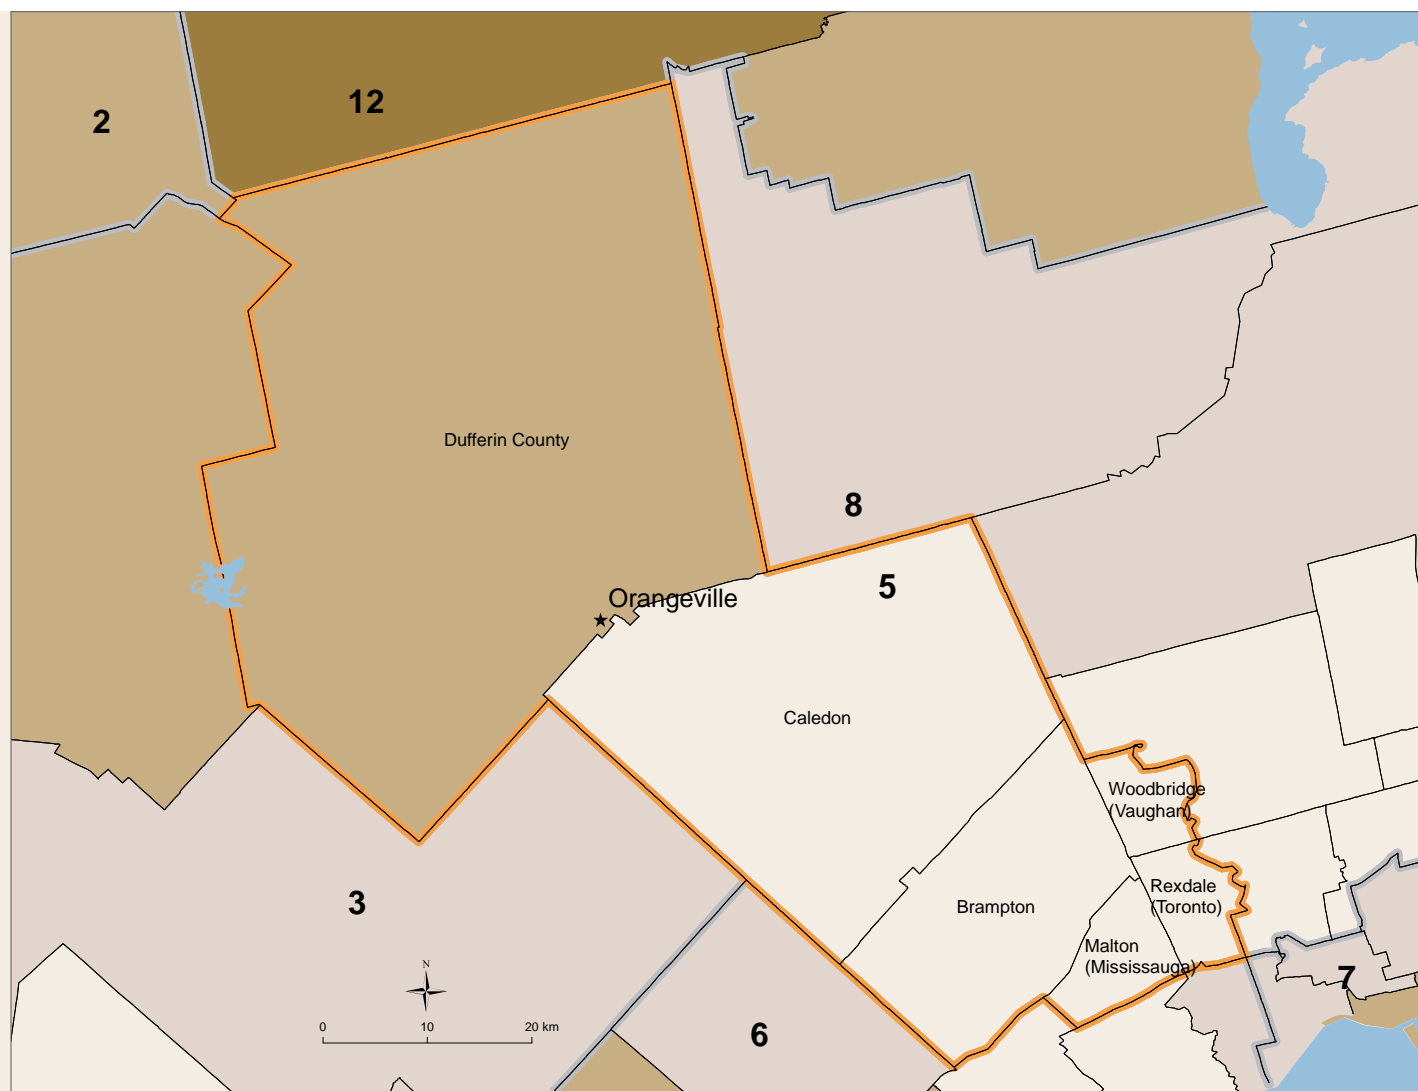 2
12
Dufferin County
8
5
Orangeville
Caledon
Woodbridge
(Vaughan)
Rexdale
(Toronto)
3
Brampton
Malton
(Mississauga)
7
N
0 10 20 km
6